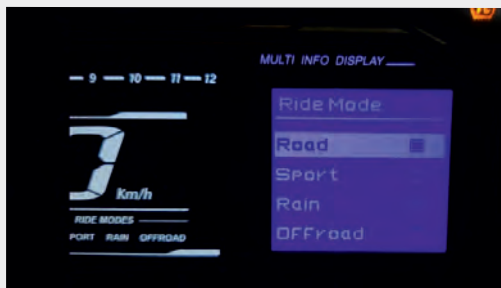 MULTI INFO DISPLAY
9 10 11 12
Ride Mode
Road
Sport
Rain
OFFroad
Km/h
RIDE MODES
PORT RAIN OFFROAD